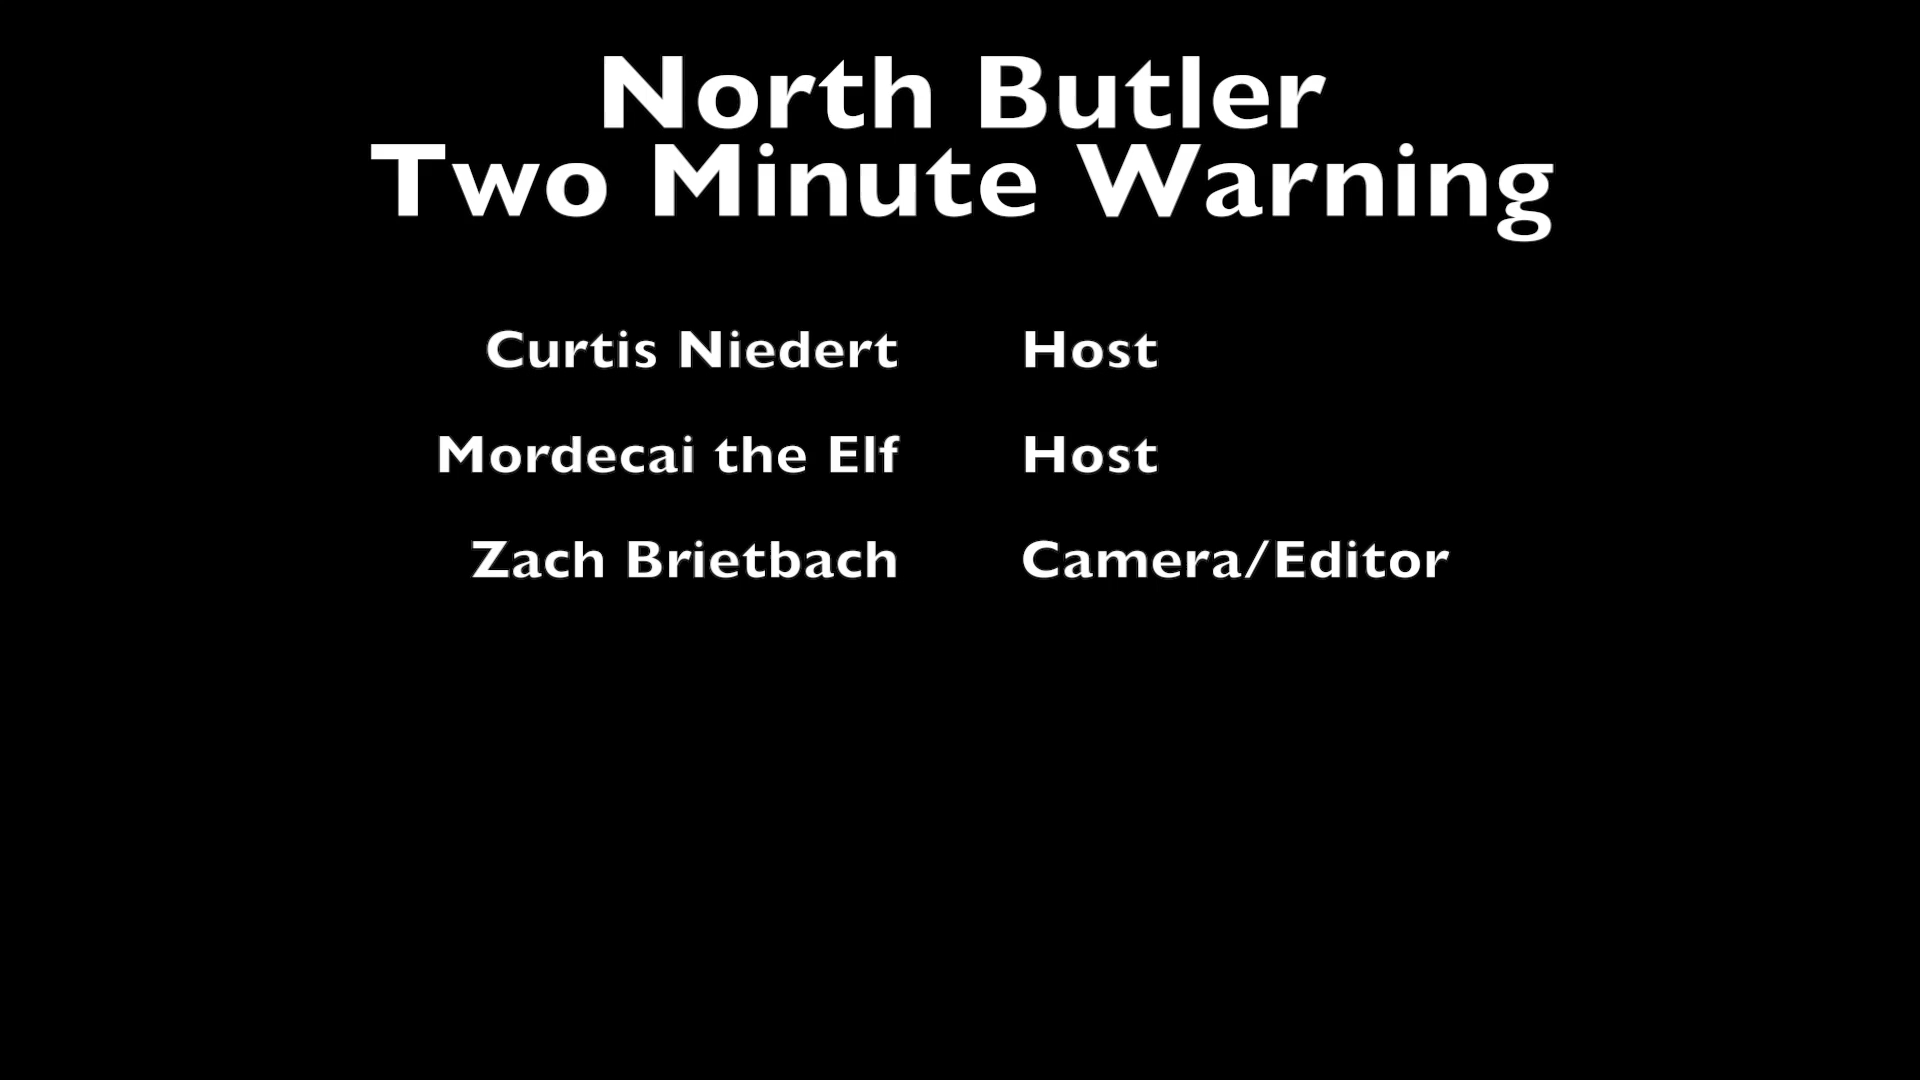 North Butler
Two Minute Warning
Curtis Niedert Host
Mordecai the Elf Host
Zach Brietbach Camera/Editor